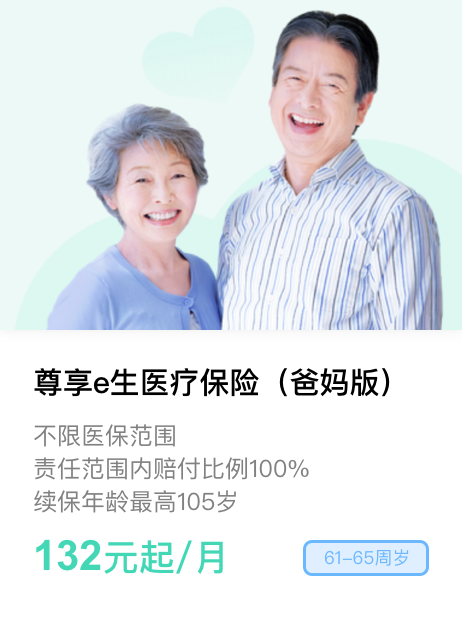 尊享e生医疗保险（爸妈版）
不限医保范围
责任范围内赔付比例100%
续保年龄最高105岁
132元起/月
61-65周岁